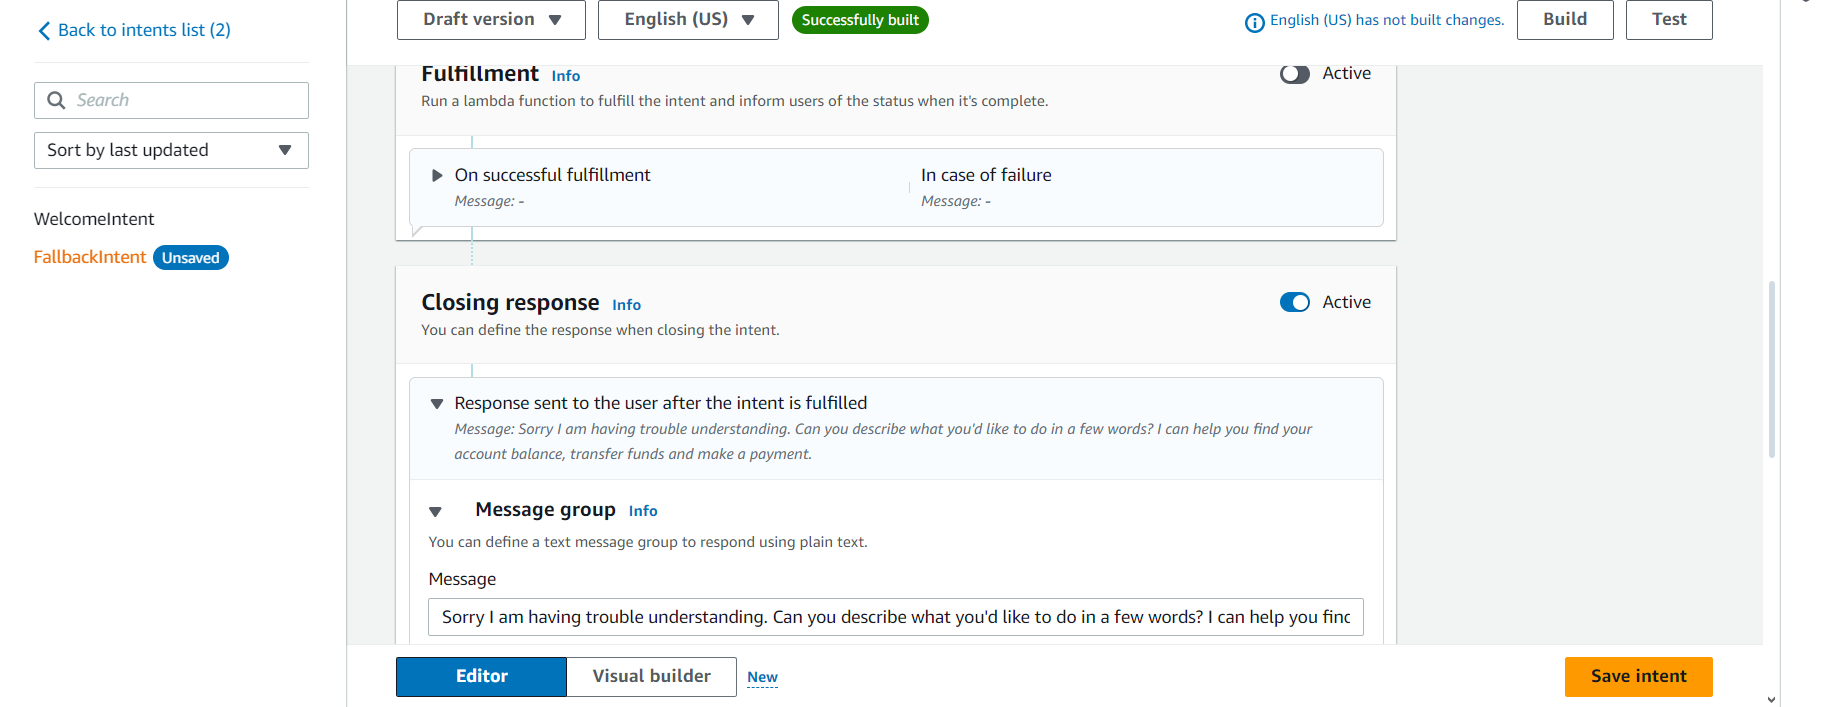 Back to intents list (2)
Search
Sort by last updated
WelcomeIntent
FallbackIntent Unsaved
Draft version
English (US)
Successfully built
English (US) has not built changes.
Build
Test
Fulfillment Info
Active
Run a lambda function to fulfill the intent and inform users of the status when it's complete.
On successful fulfillment
Message: -
In case of failure
Message: -
Closing response Info
Active
You can define the response when closing the intent.
Response sent to the user after the intent is fulfilled
Message: Sorry I am having trouble understanding. Can you describe what you'd like to do in a few words? I can help you find your
account balance, transfer funds and make a payment.
Message group Info
You can define a text message group to respond using plain text.
Message
Sorry I am having trouble understanding. Can you describe what you'd like to do in a few words? I can help you find
Editor
Visual builder
New
Save intent